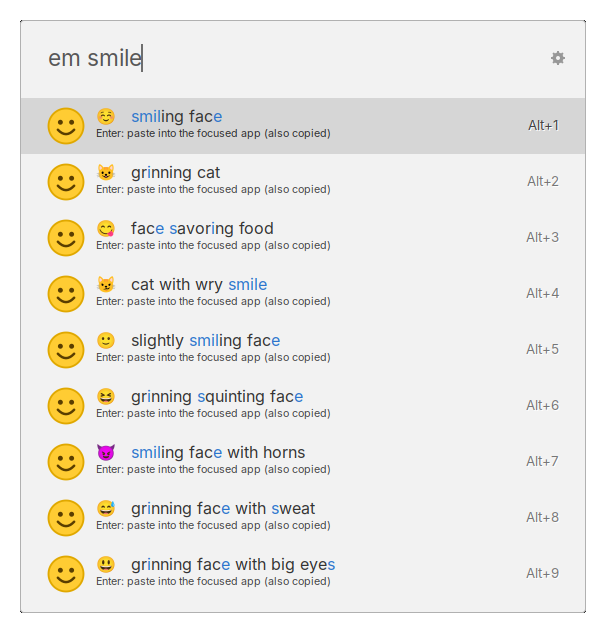 em smile
☺️ smiling face
Enter: paste into the focused app (also copied)
Alt+1
😺 grinning cat
Enter: paste into the focused app (also copied)
Alt+2
😋 face savoring food
Enter: paste into the focused app (also copied)
Alt+3
😼 cat with wry smile
Enter: paste into the focused app (also copied)
Alt+4
🙂 slightly smiling face
Enter: paste into the focused app (also copied)
Alt+5
😆 grinning squinting face
Enter: paste into the focused app (also copied)
Alt+6
😈 smiling face with horns
Enter: paste into the focused app (also copied)
Alt+7
😅 grinning face with sweat
Enter: paste into the focused app (also copied)
Alt+8
😃 grinning face with big eyes
Enter: paste into the focused app (also copied)
Alt+9